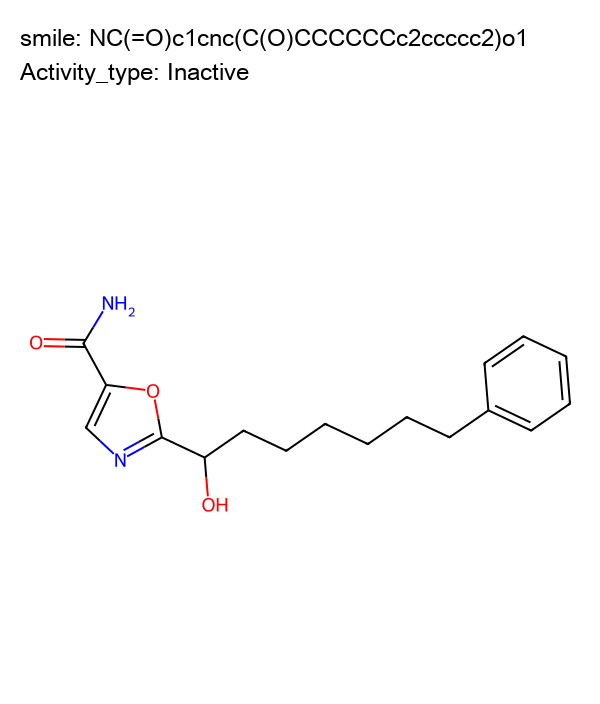 smile: NC(=O)c1cnc(C(O)CCCCCCc2ccccc2)o1
Activity_type: Inactive
NH2
O
O
N
OH